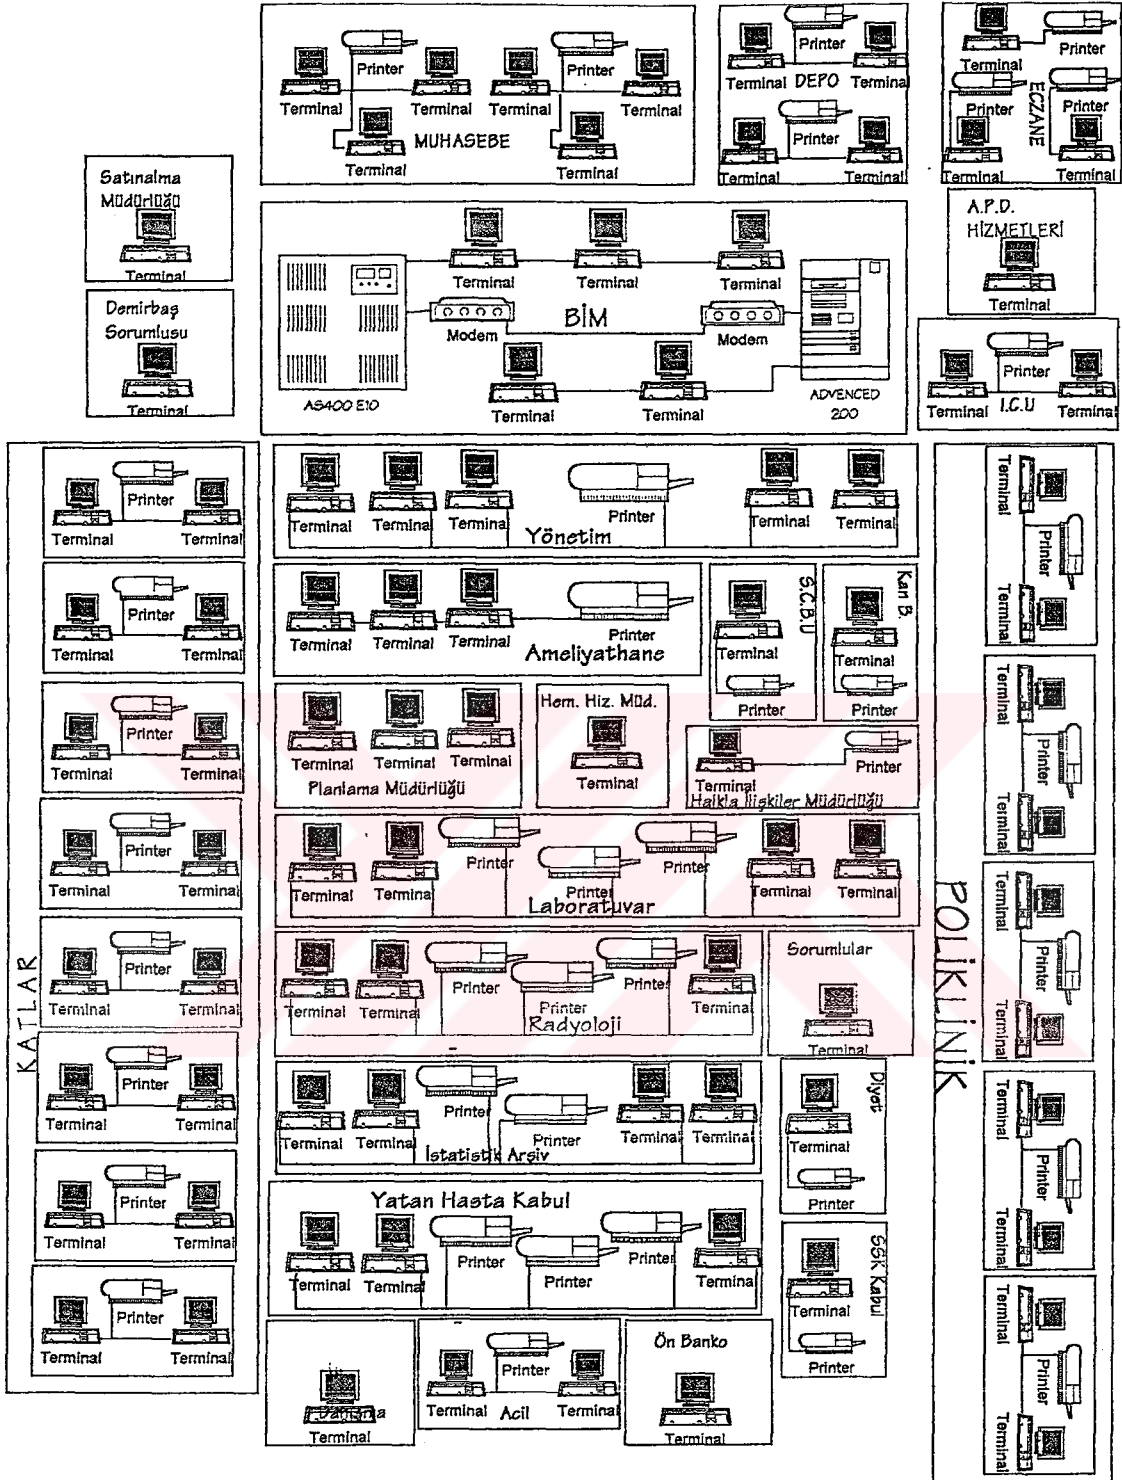 Printer
Printer
Terminal
Terminal
Terminal
Terminal
MUHASEBE
Terminal
Terminal
Printer
Terminal
DEPO
Terminal
Printer
Terminal
Terminal
Printer
Terminal
Printer
Printer
ECZANE
Terminal
Terminal
Satınalma
Müdürlüğü
Terminal
Demirbaş
Sorumlusu
Terminal
Terminal
Terminal
Terminal
Modem
BİM
Modem
AS400 E10
Terminal
Terminal
ADVENCED
200
A.P.D.
HİZMETLERİ
Terminal
Printer
Terminal
I.C.U
Terminal
KATLAR
Printer
Terminal
Terminal
Printer
Terminal
Terminal
Printer
Terminal
Terminal
Printer
Terminal
Terminal
Printer
Terminal
Terminal
Printer
Terminal
Terminal
Printer
Terminal
Terminal
Printer
Terminal
Terminal
Terminal
Terminal
Terminal
Printer
Terminal
Terminal
Yönetim
Terminal
Terminal
Terminal
Printer
Ameliyathane
S.C.B.U
Terminal
Printer
Kan B.
Terminal
Printer
Terminal
Terminal
Terminal
Planlama Müdürlüğü
Hem. Hiz. Müd.
Terminal
Printer
Terminal
Halkla İlişkiler Müdürlüğü
Printer
Printer
Printer
Terminal
Terminal
Terminal
Terminal
Laboratuvar
Printer
Printer
Printer
Terminal
Terminal
Terminal
Radyoloji
Sorumlular
Terminal
Printer
Printer
Terminal
Terminal
Terminal
Terminal
İstatistik Arşiv
Diyet
Terminal
Printer
Yatan Hasta Kabul
Printer
Printer
Printer
Terminal
Terminal
Terminal
SSK Kabul
Terminal
Printer
Terminal
Printer
Terminal
Acil
Terminal
Ön Banko
Terminal
POLİKLİNİK
Terminal
Printer
Terminal
Terminal
Printer
Terminal
Terminal
Printer
Terminal
Terminal
Printer
Terminal
Terminal
Printer
Terminal